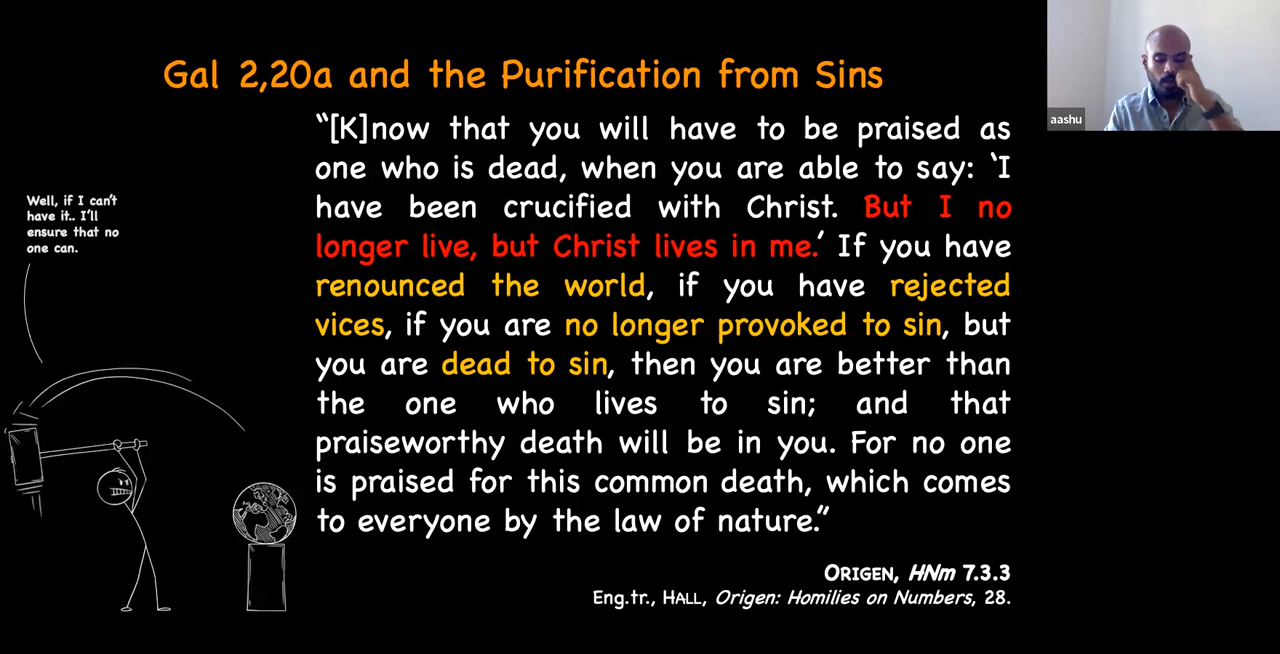 Gal 2,20a and the Purification from Sins
aashu
Well, if I can't
have it.. I'll
ensure that no
one can.
“[K]now that you will have to be praised as
one who is dead, when you are able to say: ‘I
have been crucified with Christ. But I no
longer live, but Christ lives in me.’ If you have
renounced the world, if you have rejected
vices, if you are no longer provoked to sin, but
you are dead to sin, then you are better than
the one who lives to sin; and that
praiseworthy death will be in you. For no one
is praised for this common death, which comes
to everyone by the law of nature.”
ORIGEN, HNm 7.3.3
Eng.tr., HALL, Origen: Homilies on Numbers, 28.